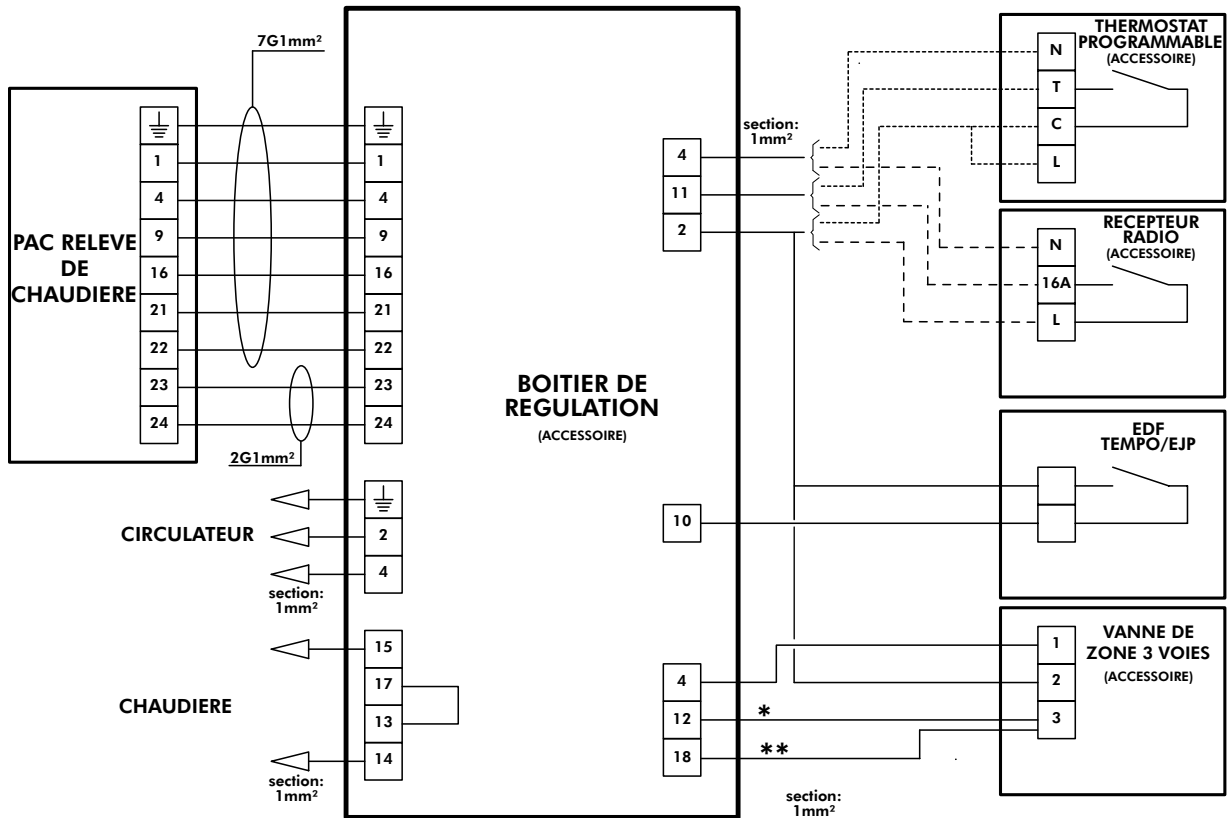 7G1mm²
PAC RELEVE
DE
CHAUDIERE
1
4
9
16
21
22
23
24
2G1mm²
1
4
9
16
21
22
23
24
BOITIER DE
REGULATION
(ACCESSOIRE)
CIRCULATEUR
2
4
section:
1mm²
CHAUDIERE
15
17
13
14
section:
1mm²
4
11
2
section:
1mm²
10
4
12
18
*
**
section:
1mm²
THERMOSTAT
PROGRAMMABLE
(ACCESSOIRE)
N
T
C
L
RECEPTEUR
RADIO
(ACCESSOIRE)
N
16A
L
EDF
TEMPO/EJP
VANNE DE
ZONE 3 VOIES
(ACCESSOIRE)
1
2
3